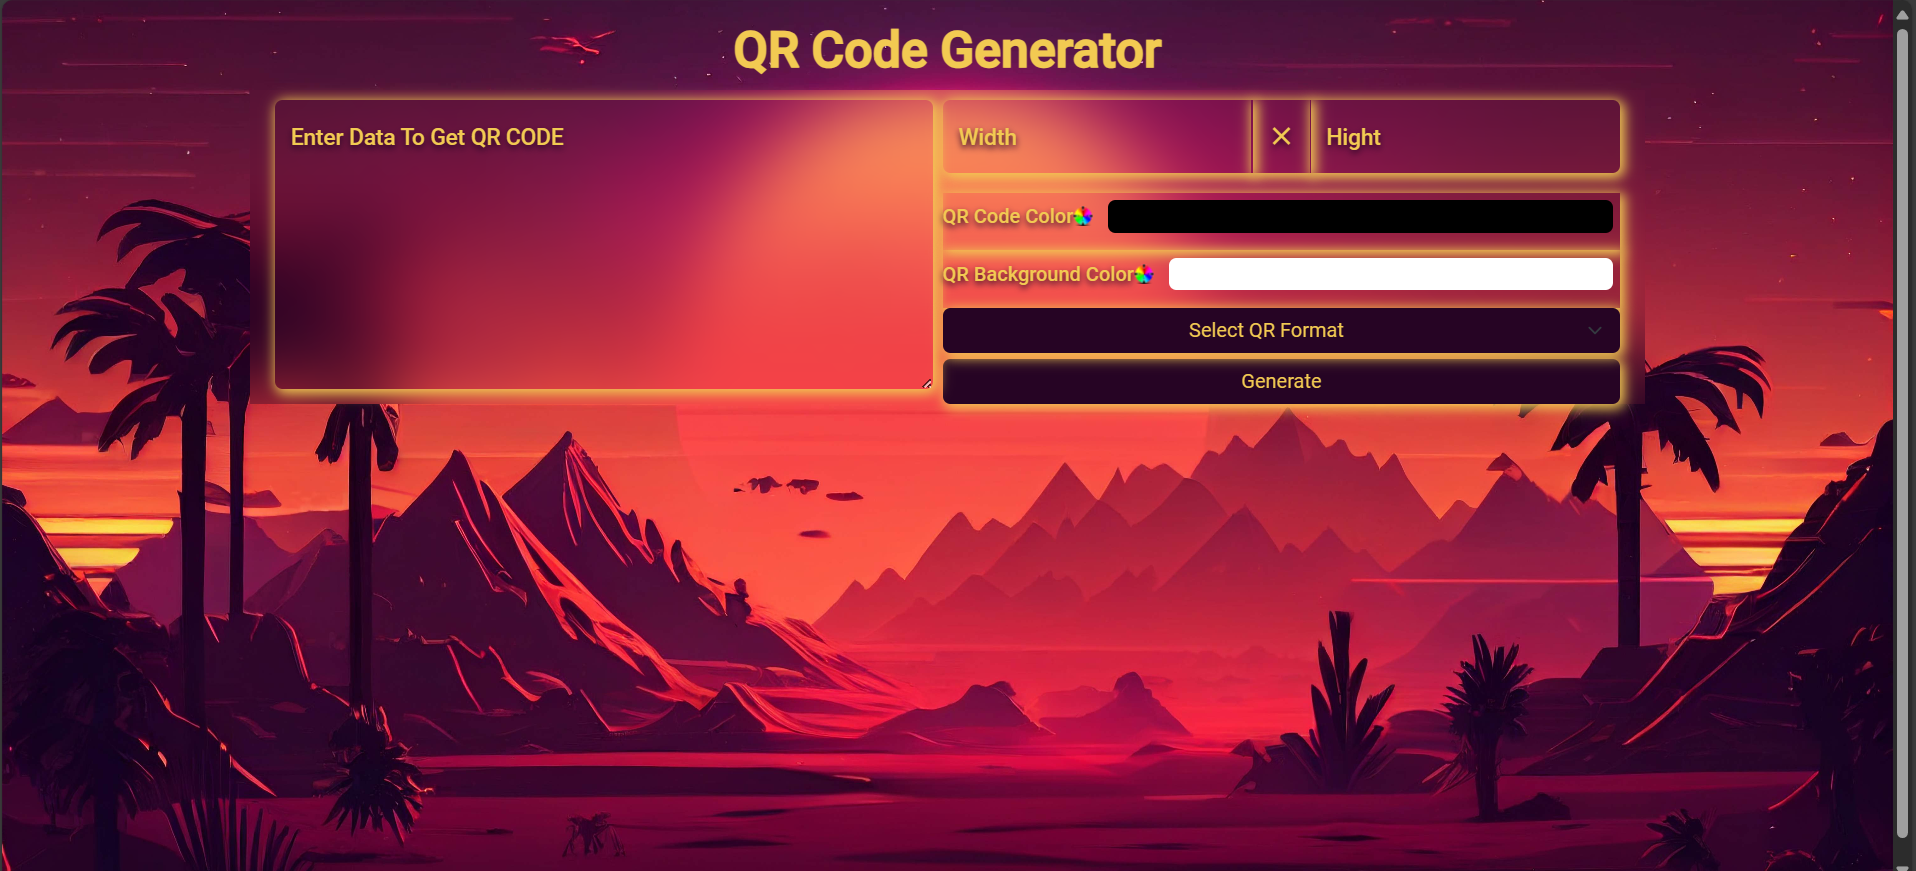 QR Code Generator
Enter Data To Get QR CODE
Width
Hight
QR Code Color
QR Background Color
Select QR Format
Generate